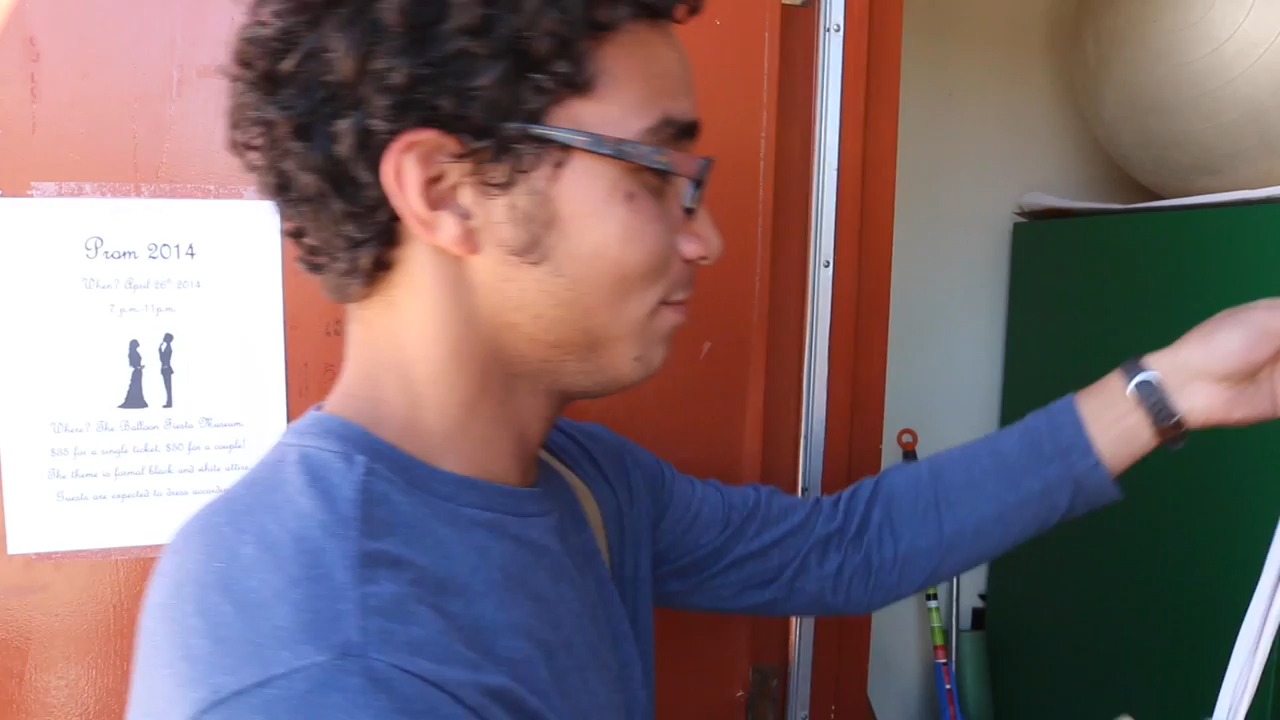 Prom 2014
When? April 26th 2014
7 p.m-11pm
Where? The Balloon Fiesta Museum
$35 for a single ticket, $50 for a couple!
The theme is formal black and white attire
Guests are expected to dress